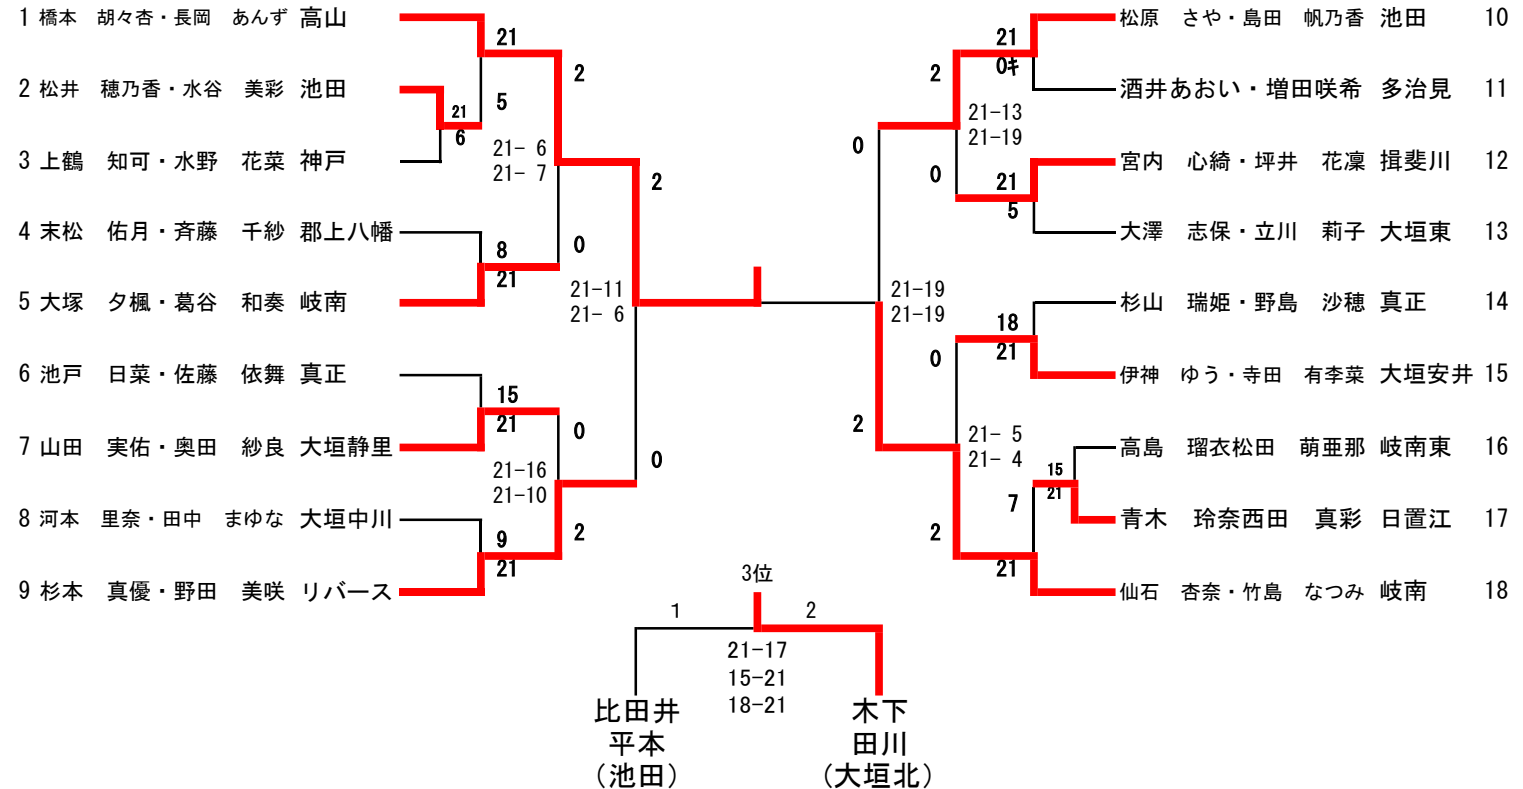 1 橋本　胡々杏・長岡　あんず 高山
2 松井　穂乃香・水谷　美彩 池田
3 上鶴　知可・水野　花菜 神戸
4 末松　佑月・斉藤　千紗 郡上八幡
5 大塚　夕楓・葛谷　和奏 岐南
6 池戸　日菜・佐藤　依舞 真正
7 山田　実佑・奥田　紗良 大垣静里
8 河本　里奈・田中　まゆな 大垣中川
9 杉本　真優・野田　美咲 リバース
21
5
21
6
2
21- 6
21- 7
8
21
0
2
21-11
21- 6
15
21
0
21-16
21-10
0
9
21
2
松原　さや・島田　帆乃香 池田 10
酒井あおい・増田咲希 多治見 11
宮内　心綺・坪井　花凜 揖斐川 12
大澤　志保・立川　莉子 大垣東 13
杉山　瑞姫・野島　沙穂 真正 14
伊神　ゆう・寺田　有李菜 大垣安井 15
高島　瑠衣松田　萌亜那 岐南東 16
青木　玲奈西田　真彩 日置江 17
仙石　杏奈・竹島　なつみ 岐南 18
21
0ｷ
2
21-13
21-19
0
0
21
5
21-19
21-19
18
21
0
2
21- 5
21- 4
15
21
7
2
21
3位
1
2
21-17
15-21
18-21
比田井
平本
（池田）
木下
田川
（大垣北）